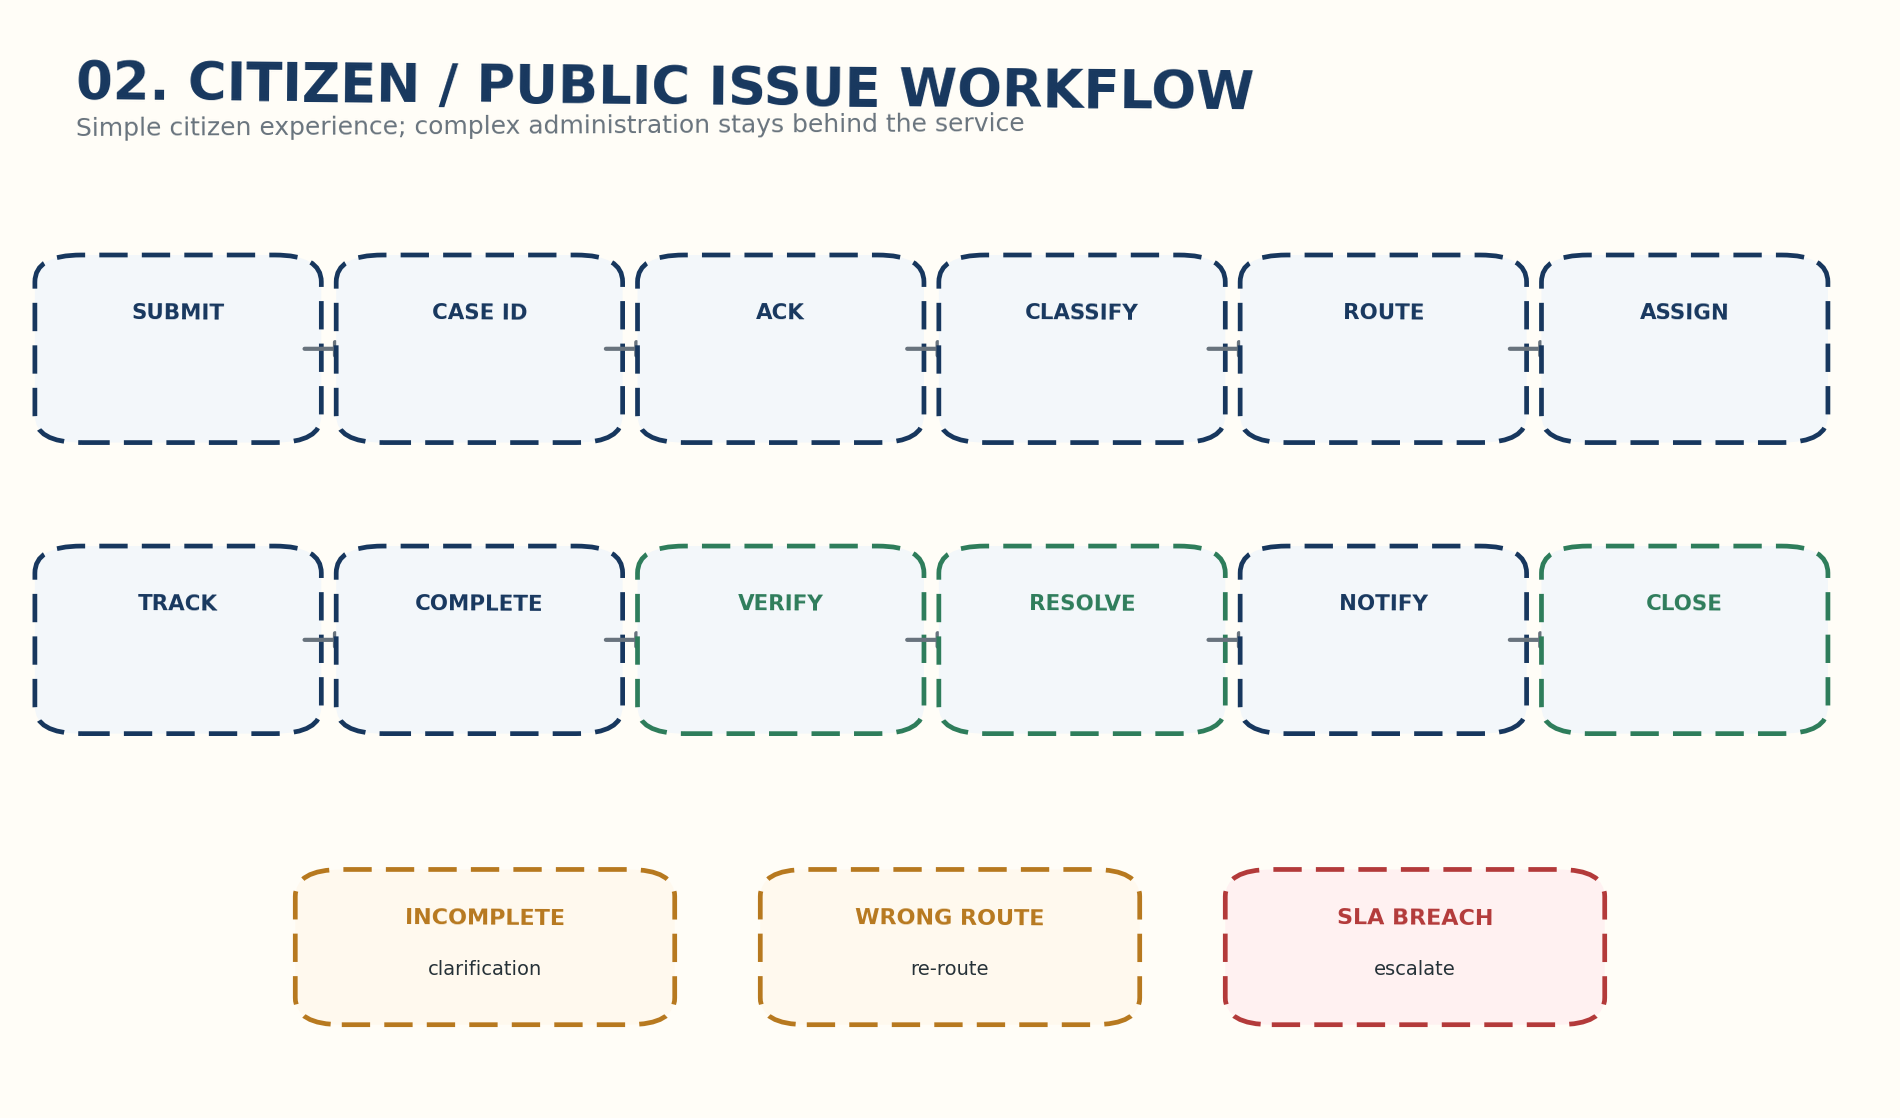 02. CITIZEN / PUBLIC ISSUE WORKFLOW
Simple citizen experience; complex administration stays behind the service
SUBMIT
CASE ID
ACK
CLASSIFY
ROUTE
ASSIGN
TRACK
COMPLETE
VERIFY
RESOLVE
NOTIFY
CLOSE
INCOMPLETE
clarification
WRONG ROUTE
re-route
SLA BREACH
escalate